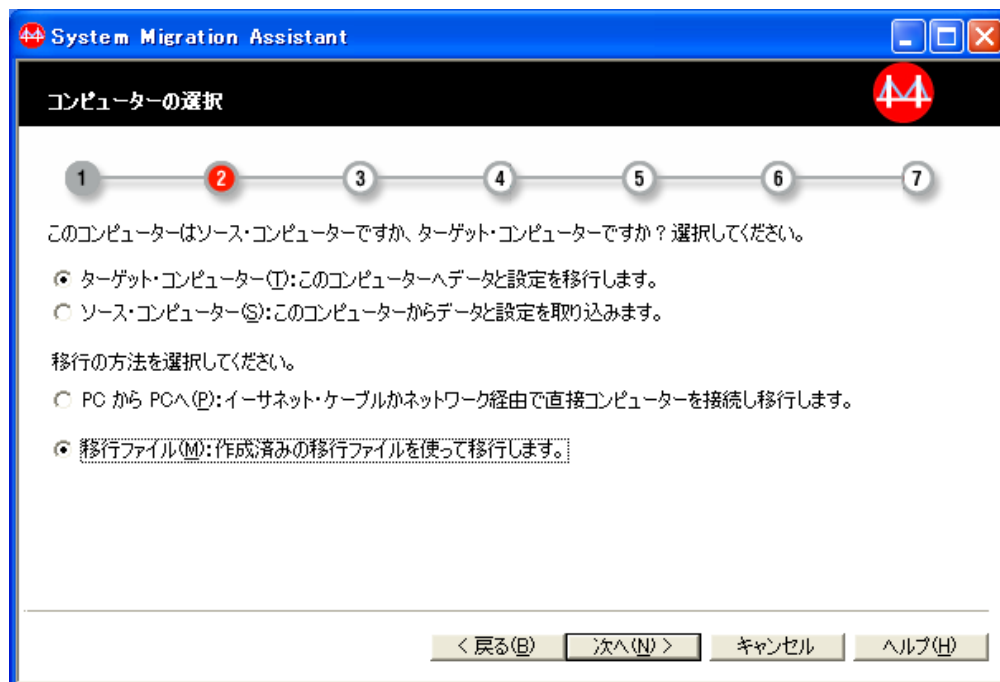 System Migration Assistant
コンピューターの選択
1 2 3 4 5 6 7
このコンピューターはソース・コンピューターですか、ターゲット・コンピューターですか？選択してください。
ターゲット・コンピューター(T):このコンピューターへデータと設定を移行します。
ソース・コンピューター(S):このコンピューターからデータと設定を取り込みます。
移行の方法を選択してください。
PC から PCへ(P):イーサネット・ケーブルかネットワーク経由で直接コンピューターを接続し移行します。
移行ファイル(M):作成済みの移行ファイルを使って移行します。
< 戻る(B) 次へ(N) > キャンセル ヘルプ(H)